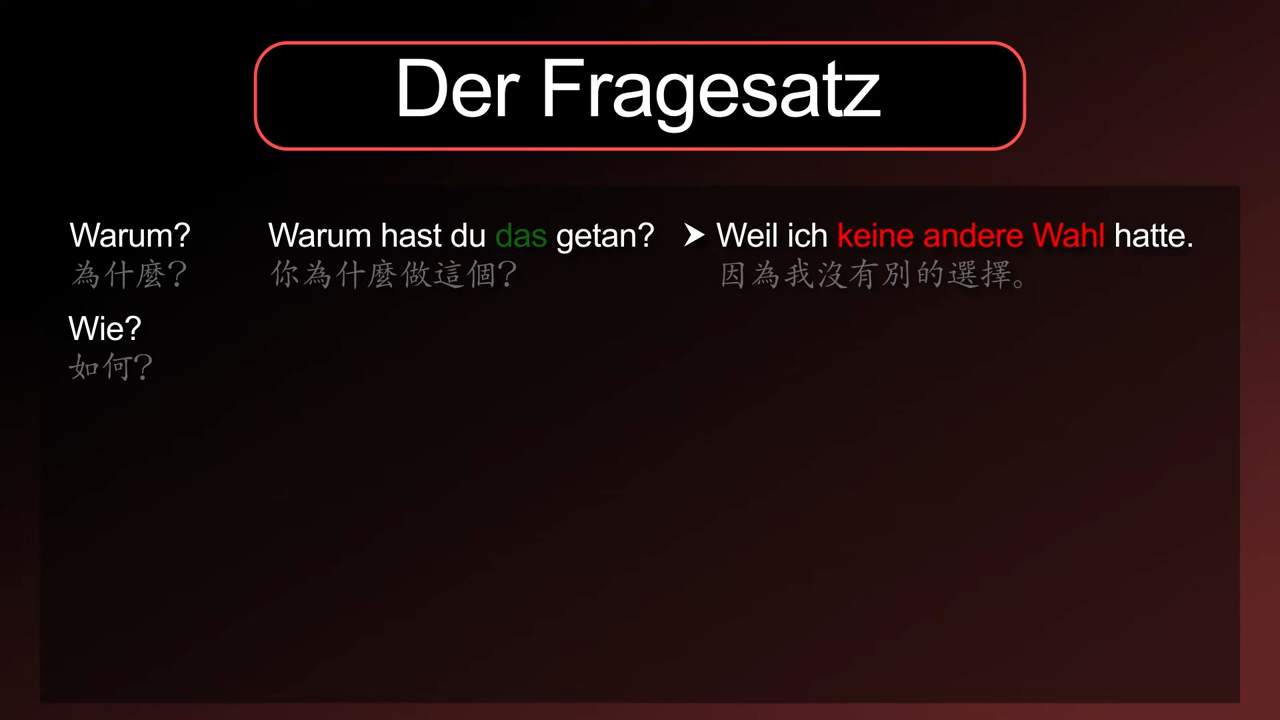 Der Fragesatz
Warum? Warum hast du das getan? ➤ Weil ich keine andere Wahl hatte.
為什麼？ 你為什麼做這個？ 因為我沒有別的選擇。
Wie?
如何？